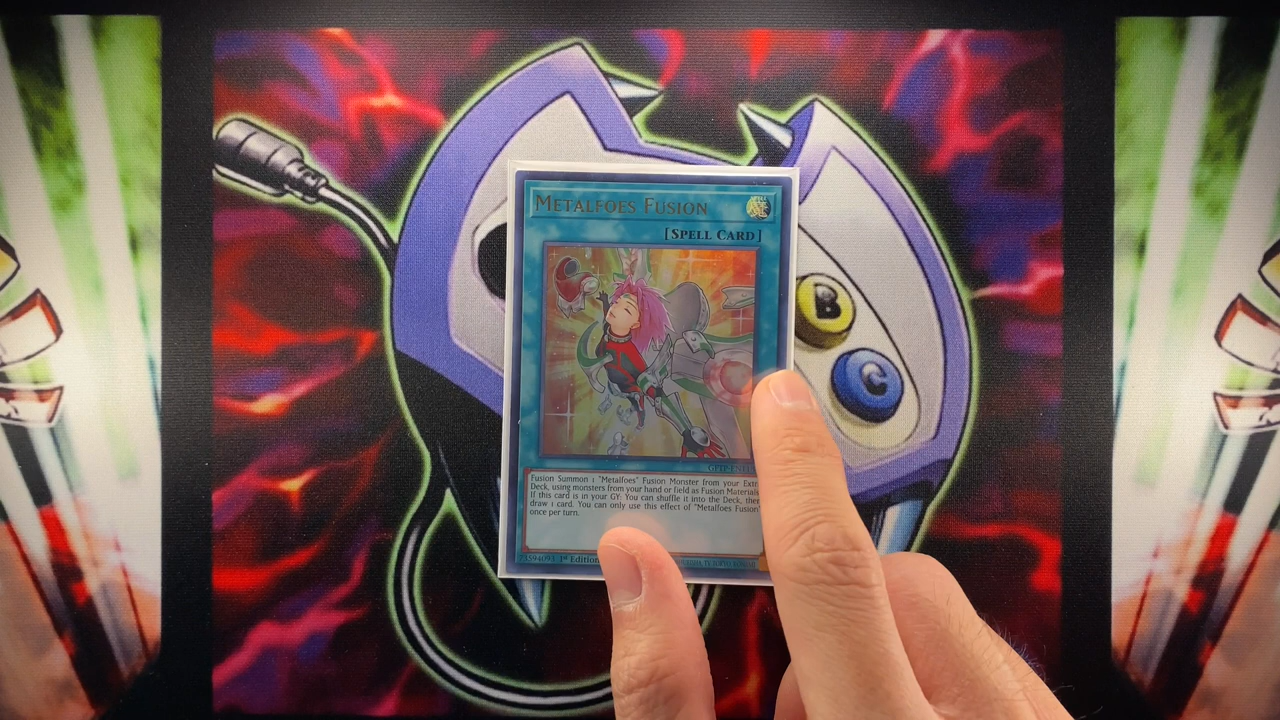 METALFOES FUSION
[SPELL CARD]
B
C
Fusion Summon 1 "Metalfoes" Fusion Monster from your Extra
Deck, using monsters from your hand or field as Fusion Materials.
If this card is in your GY: You can shuffle it into the Deck, then
draw 1 card. You can only use this effect of "Metalfoes Fusion"
once per turn.
73594093 1st Edition